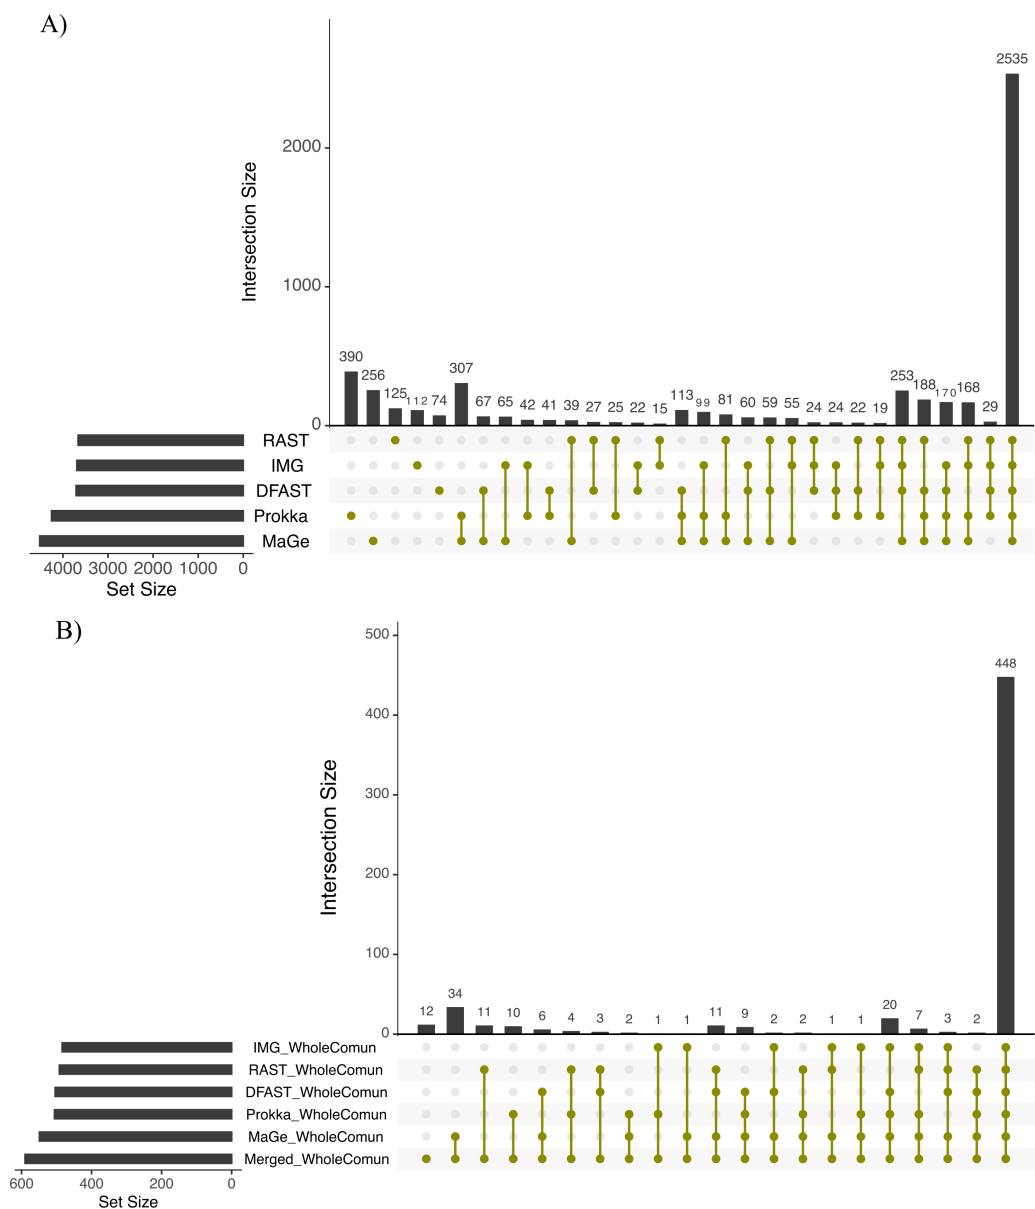 A)
2535
2000
1000
0
Intersection Size
390 256 125 112 74 307 67 65 42 41 39 27 25 22 15 113 99 81 60 59 55 24 24 22 19 253 188 170 168 29
RAST
IMG
DFAST
Prokka
MaGe
4000 3000 2000 1000 0
Set Size
B)
500
400
300
200
100
0
Intersection Size
448
12 34 11 10 6 4 3 2 1 1 11 9 2 2 1 1 20 7 3 2
IMG_WholeComun
RAST_WholeComun
DFAST_WholeComun
Prokka_WholeComun
MaGe_WholeComun
Merged_WholeComun
600 400 200 0
Set Size